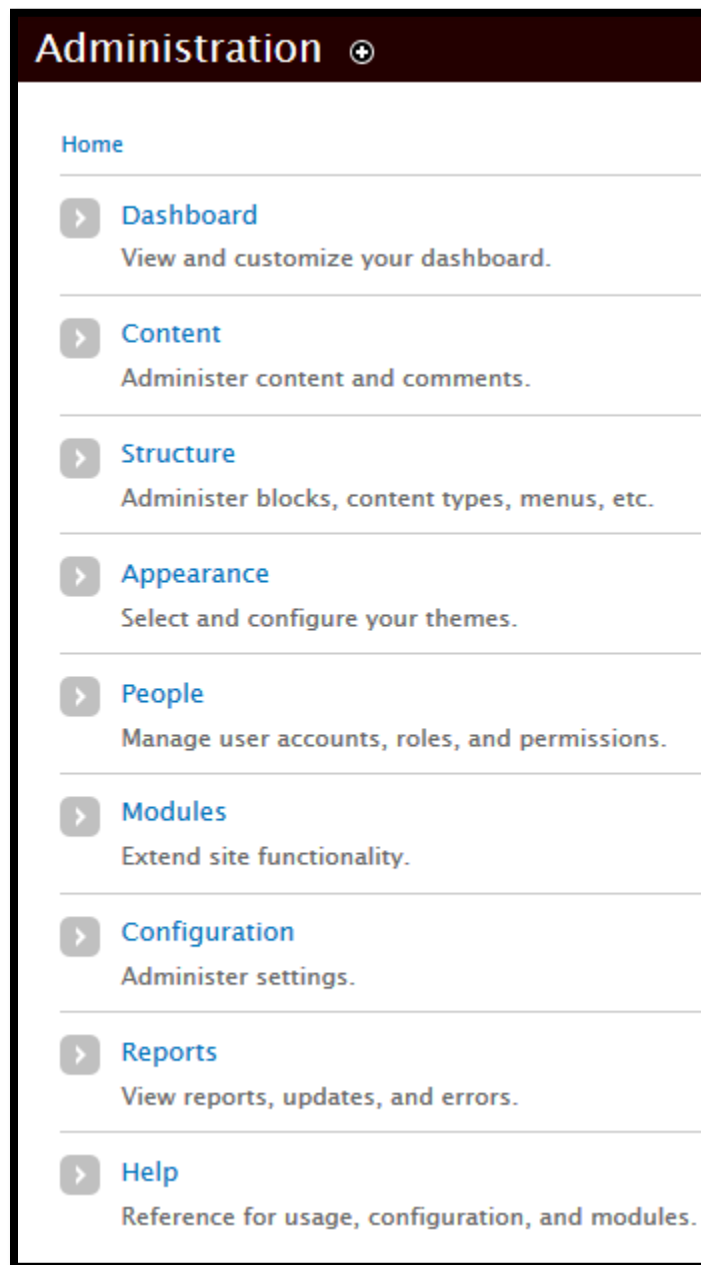 Administration
Home
Dashboard
View and customize your dashboard.
Content
Administer content and comments.
Structure
Administer blocks, content types, menus, etc.
Appearance
Select and configure your themes.
People
Manage user accounts, roles, and permissions.
Modules
Extend site functionality.
Configuration
Administer settings.
Reports
View reports, updates, and errors.
Help
Reference for usage, configuration, and modules.